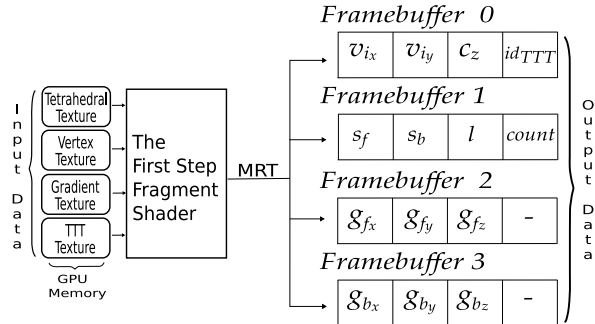 Input Data
Tetrahedral
Texture
Vertex
Texture
Gradient
Texture
TTT
Texture
GPU
Memory
The
First Step
Fragment
Shader
MRT
Framebuffer 0
v_{i_x} v_{i_y} c_z id_{TTT}
Framebuffer 1
s_f s_b l count
Framebuffer 2
g_{f_x} g_{f_y} g_{f_z} -
Framebuffer 3
g_{b_x} g_{b_y} g_{b_z} -
Output Data